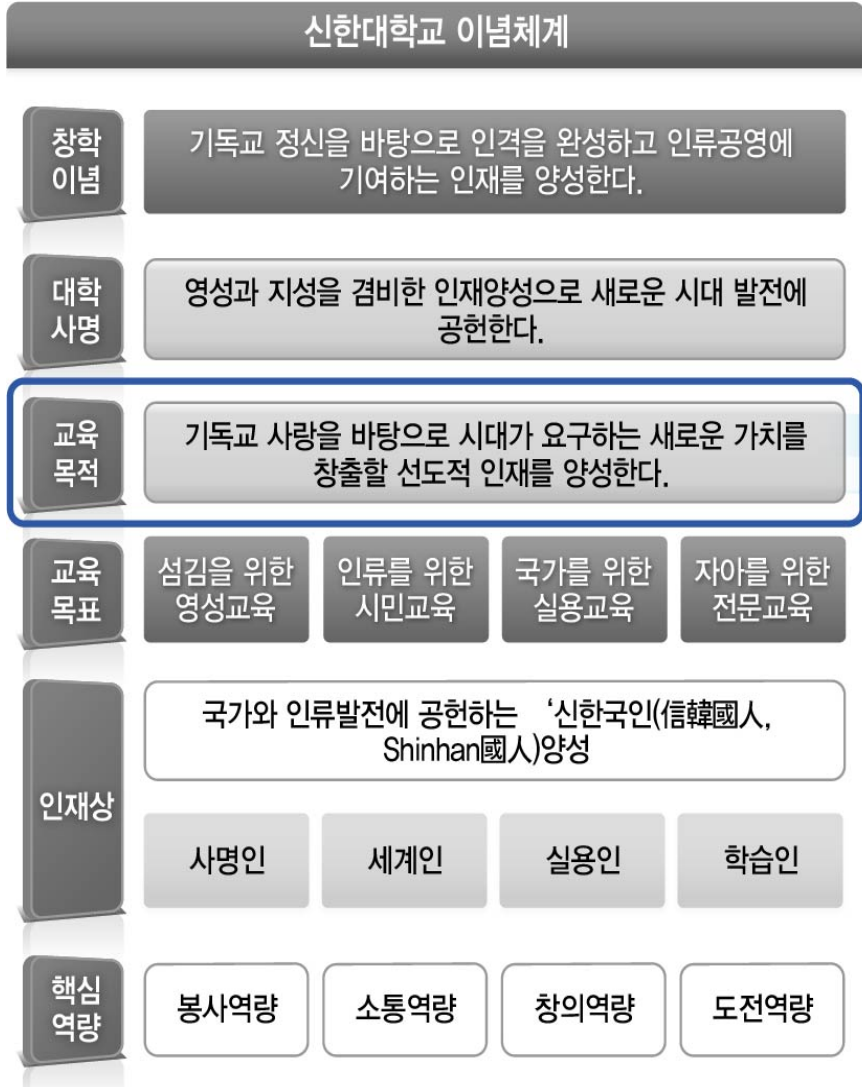 신한대학교 이념체계
창학
이념
기독교 정신을 바탕으로 인격을 완성하고 인류공영에
기여하는 인재를 양성한다.
대학
사명
영성과 지성을 겸비한 인재양성으로 새로운 시대 발전에
공헌한다.
교육
목적
기독교 사랑을 바탕으로 시대가 요구하는 새로운 가치를
창출할 선도적 인재를 양성한다.
교육
목표
섬김을 위한
영성교육
인류를 위한
시민교육
국가를 위한
실용교육
자아를 위한
전문교육
인재상
국가와 인류발전에 공헌하는 ‘신한국인(信韓國人,
Shinhan國人)양성
사명인
세계인
실용인
학습인
핵심
역량
봉사역량
소통역량
창의역량
도전역량